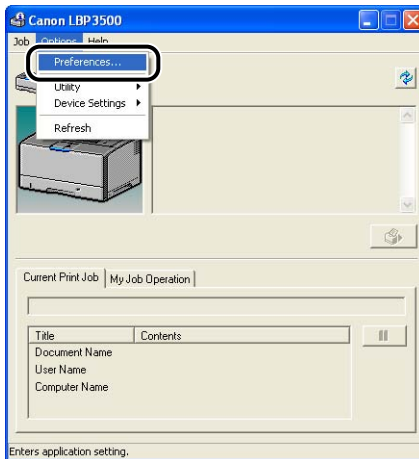 Canon LBP3500
Job Options Help
Preferences...
Utility
Device Settings
Refresh
Current Print Job My Job Operation
Title Contents
Document Name
User Name
Computer Name
Enters application setting.